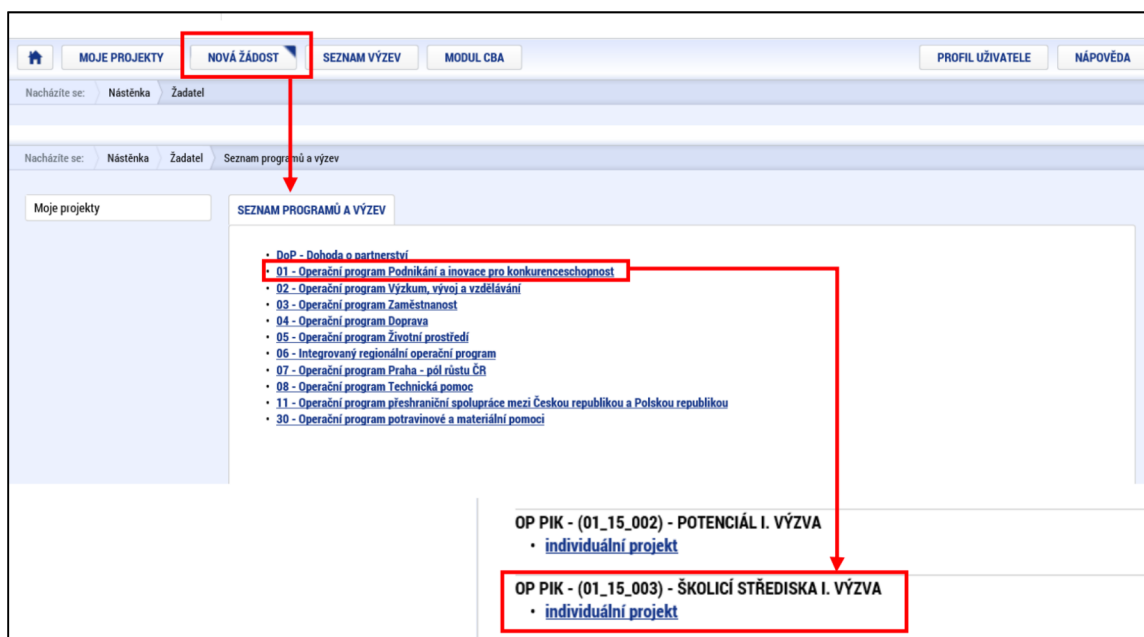 MOJE PROJEKTY NOVÁ ŽÁDOST SEZNAM VÝZEV MODUL CBA PROFIL UŽIVATELE NÁPOVĚDA
Nacházíte se: Nástěnka Žadatel
Nacházíte se: Nástěnka Žadatel Seznam programů a výzev
Moje projekty
SEZNAM PROGRAMŮ A VÝZEV
• DoP - Dohoda o partnerství
• 01 - Operační program Podnikání a inovace pro konkurenceschopnost
• 02 - Operační program Výzkum, vývoj a vzdělávání
• 03 - Operační program Zaměstnanost
• 04 - Operační program Doprava
• 05 - Operační program Životní prostředí
• 06 - Integrovaný regionální operační program
• 07 - Operační program Praha - pól růstu ČR
• 08 - Operační program Technická pomoc
• 11 - Operační program přeshraniční spolupráce mezi Českou republikou a Polskou republikou
• 30 - Operační program potravinové a materiální pomoci
OP PIK - (01_15_002) - POTENCIÁL I. VÝZVA
• individuální projekt
OP PIK - (01_15_003) - ŠKOLICÍ STŘEDISKA I. VÝZVA
• individuální projekt